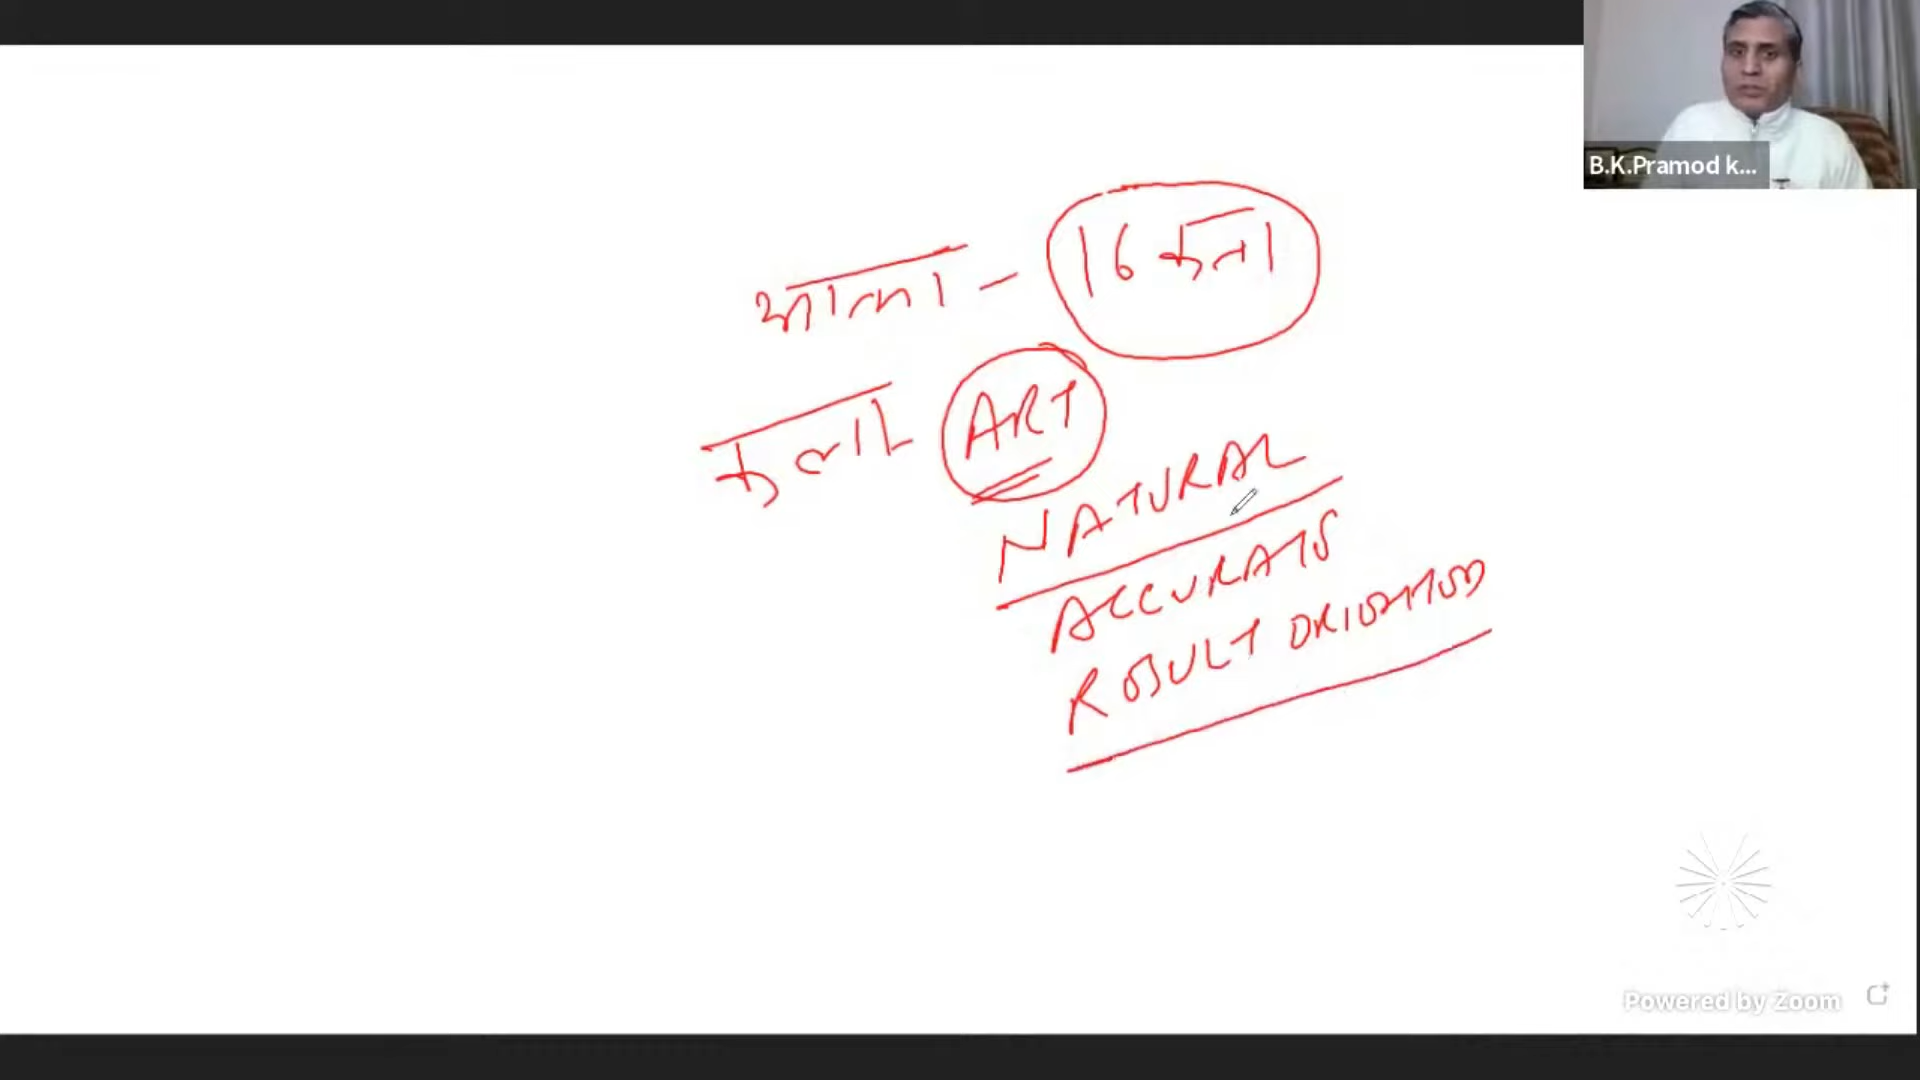 B.K.Pramod k...
आत्मा - 16 कला
कला ART
NATURAL
ACCURATE
RESULT ORIENTED
Powered by Zoom